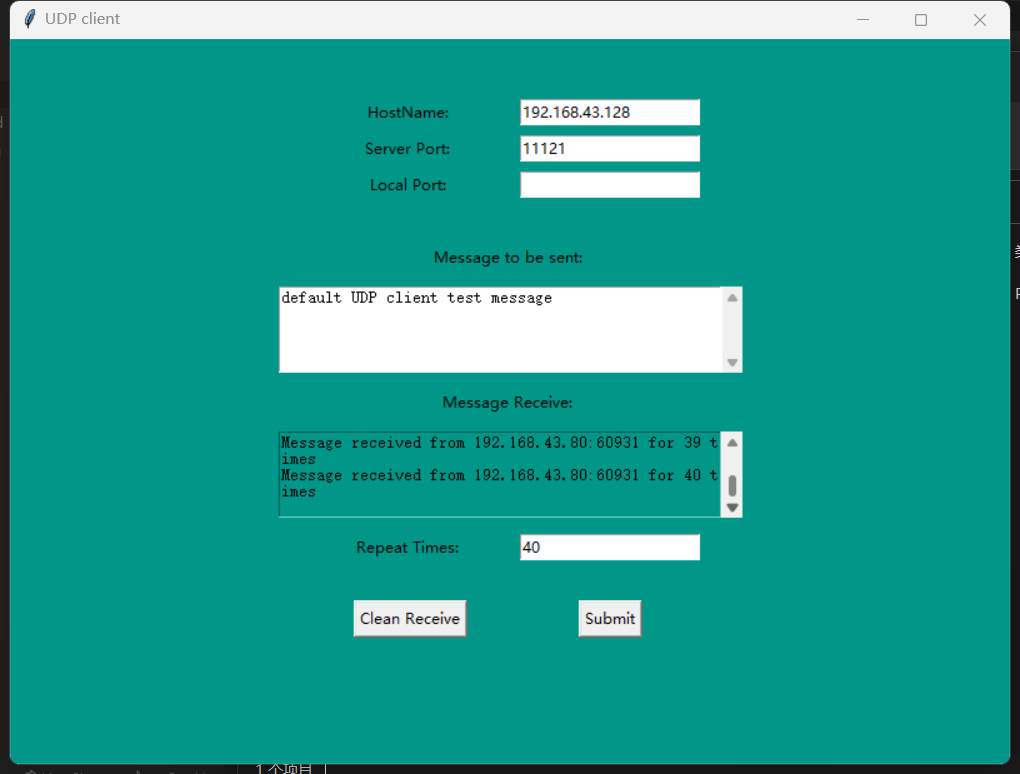 UDP client
HostName: 192.168.43.128
Server Port: 11121
Local Port:
Message to be sent:
default UDP client test message
Message Receive:
Message received from 192.168.43.80:60931 for 39 t
imes
Message received from 192.168.43.80:60931 for 40 t
imes
Repeat Times: 40
Clean Receive Submit
1 个项目